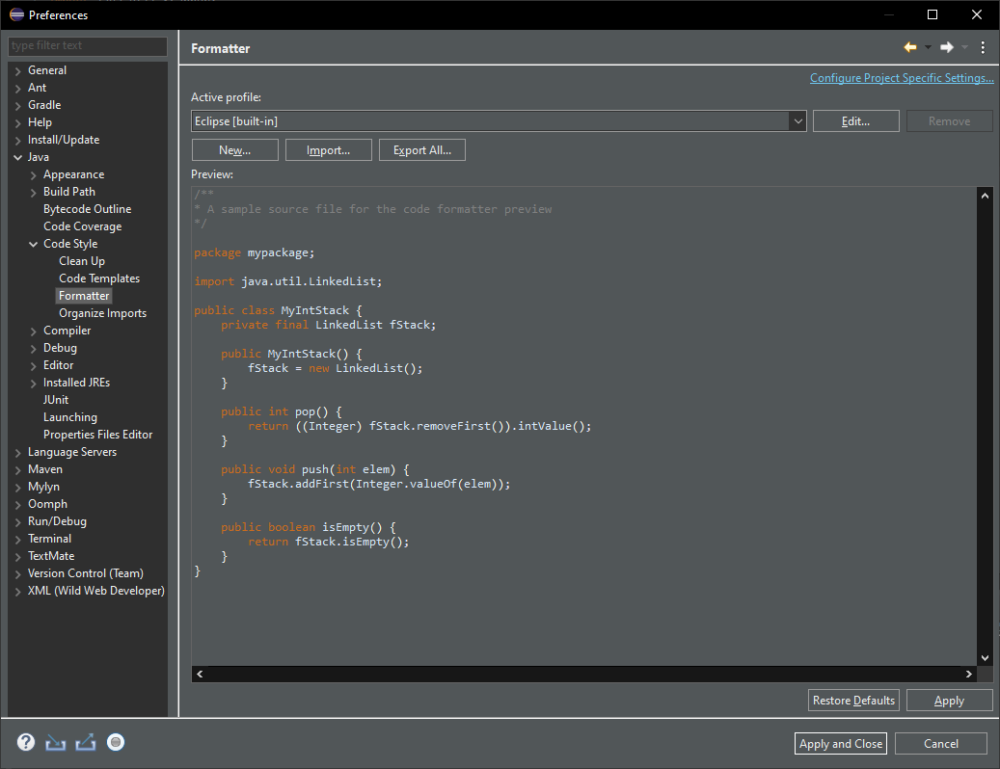 Preferences
type filter text
General
Ant
Gradle
Help
Install/Update
Java
Appearance
Build Path
Bytecode Outline
Code Coverage
Code Style
Clean Up
Code Templates
Formatter
Organize Imports
Compiler
Debug
Editor
Installed JREs
JUnit
Launching
Properties Files Editor
Language Servers
Maven
Mylyn
Oomph
Run/Debug
Terminal
TextMate
Version Control (Team)
XML (Wild Web Developer)
Formatter
Configure Project Specific Settings...
Active profile:
Eclipse [built-in] Edit... Remove
New... Import... Export All...
Preview:
/**
* A sample source file for the code formatter preview
*/
package mypackage;
import java.util.LinkedList;
public class MyIntStack {
private final LinkedList fStack;
public MyIntStack() {
fStack = new LinkedList();
}
public int pop() {
return ((Integer) fStack.removeFirst()).intValue();
}
public void push(int elem) {
fStack.addFirst(Integer.valueOf(elem));
}
public boolean isEmpty() {
return fStack.isEmpty();
}
}
Restore Defaults Apply
? Apply and Close Cancel